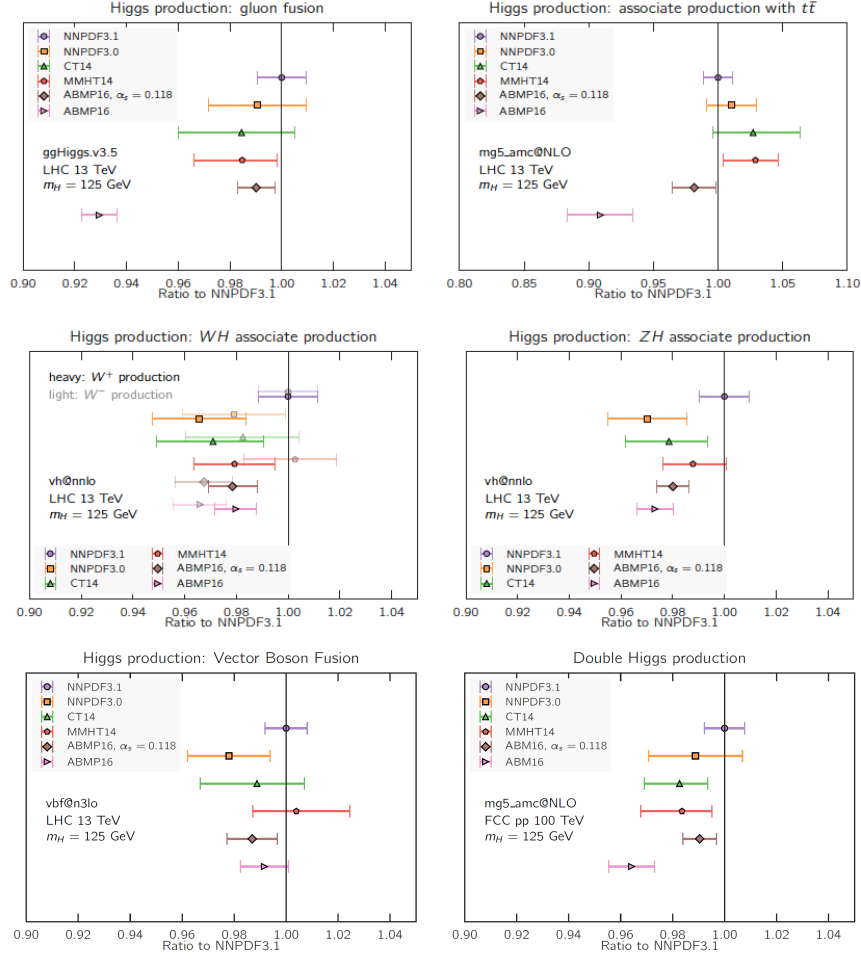 Higgs production: gluon fusion
NNPDF3.1
NNPDF3.0
CT14
MMHT14
ABMP16, αs = 0.118
ABMP16
ggHiggs.v3.5
LHC 13 TeV
mH = 125 GeV
0.90 0.92 0.94 0.96 0.98 1.00 1.02 1.04
Ratio to NNPDF3.1
Higgs production: associate production with tt̄
NNPDF3.1
NNPDF3.0
CT14
MMHT14
ABMP16, αs = 0.118
ABMP16
mg5_amc@NLO
LHC 13 TeV
mH = 125 GeV
0.80 0.85 0.90 0.95 1.00 1.05 1.10
Ratio to NNPDF3.1
Higgs production: WH associate production
heavy: W+ production
light: W− production
vh@nnlo
LHC 13 TeV
mH = 125 GeV
NNPDF3.1 MMHT14
NNPDF3.0 ABMP16, αs = 0.118
CT14 ABMP16
0.90 0.92 0.94 0.96 0.98 1.00 1.02 1.04
Ratio to NNPDF3.1
Higgs production: ZH associate production
vh@nnlo
LHC 13 TeV
mH = 125 GeV
NNPDF3.1 MMHT14
NNPDF3.0 ABMP16, αs = 0.118
CT14 ABMP16
0.90 0.92 0.94 0.96 0.98 1.00 1.02 1.04
Ratio to NNPDF3.1
Higgs production: Vector Boson Fusion
NNPDF3.1
NNPDF3.0
CT14
MMHT14
ABMP16, αs = 0.118
ABMP16
vbf@n3lo
LHC 13 TeV
mH = 125 GeV
0.90 0.92 0.94 0.96 0.98 1.00 1.02 1.04
Ratio to NNPDF3.1
Double Higgs production
NNPDF3.1
NNPDF3.0
CT14
MMHT14
ABM16, αs = 0.118
ABM16
mg5_amc@NLO
FCC pp 100 TeV
mH = 125 GeV
0.90 0.92 0.94 0.96 0.98 1.00 1.02 1.04
Ratio to NNPDF3.1